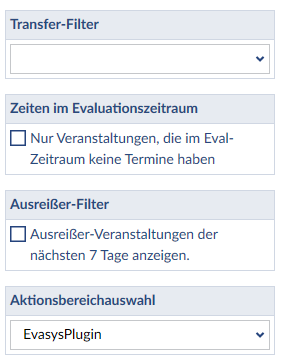 Transfer-Filter
Zeiten im Evaluationszeitraum
Nur Veranstaltungen, die im Eval-
Zeitraum keine Termine haben
Ausreißer-Filter
Ausreißer-Veranstaltungen der
nächsten 7 Tage anzeigen.
Aktionsbereichauswahl
EvasysPlugin